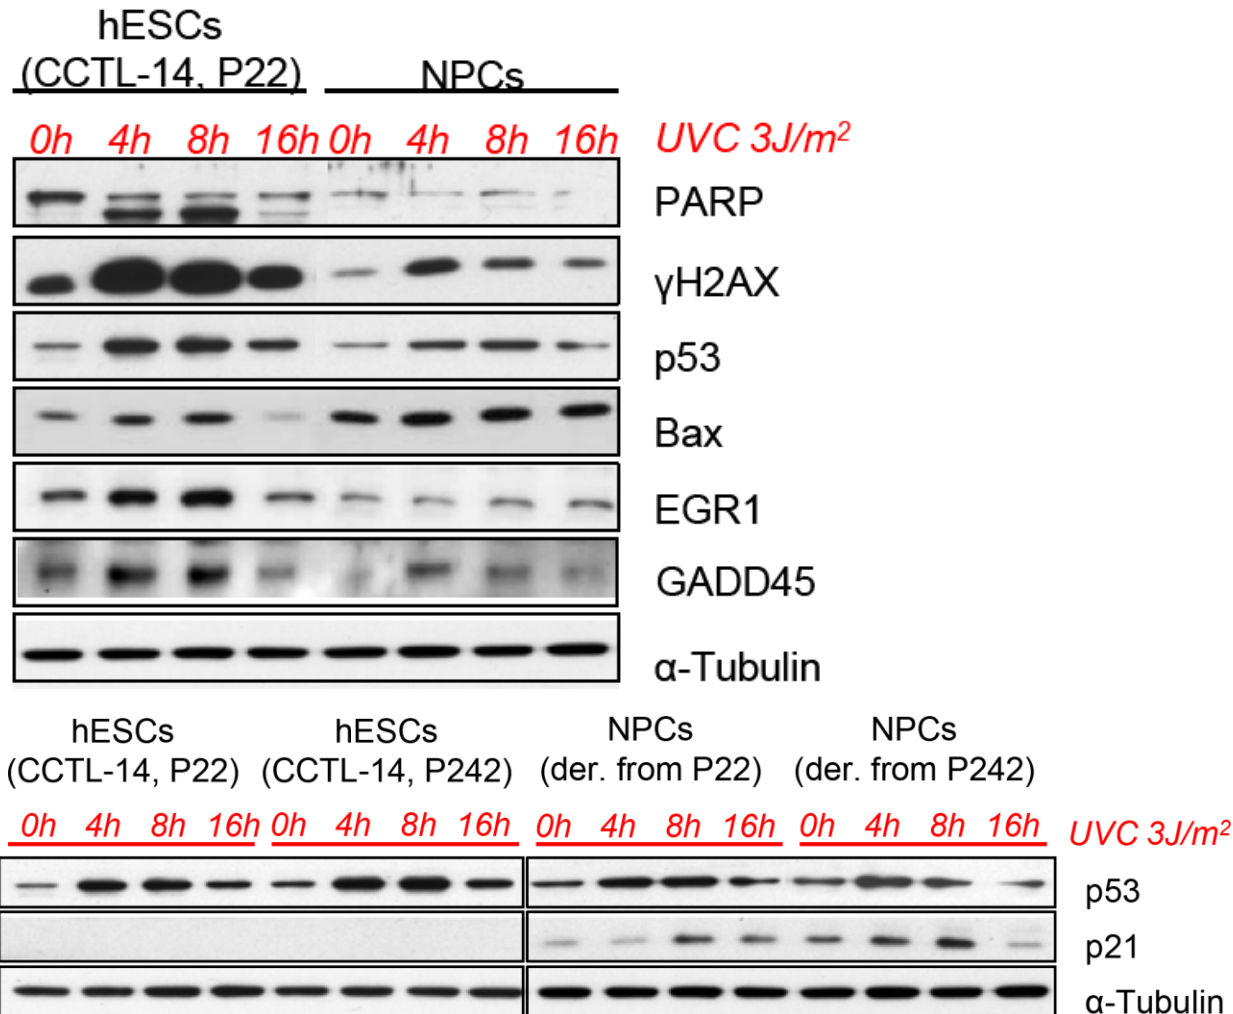 hESCs
(CCTL-14, P22) NPCs
0h 4h 8h 16h 0h 4h 8h 16h UVC 3J/m²
PARP
γH2AX
p53
Bax
EGR1
GADD45
α-Tubulin
hESCs hESCs NPCs NPCs
(CCTL-14, P22) (CCTL-14, P242) (der. from P22) (der. from P242)
0h 4h 8h 16h 0h 4h 8h 16h 0h 4h 8h 16h 0h 4h 8h 16h UVC 3J/m²
p53
p21
α-Tubulin